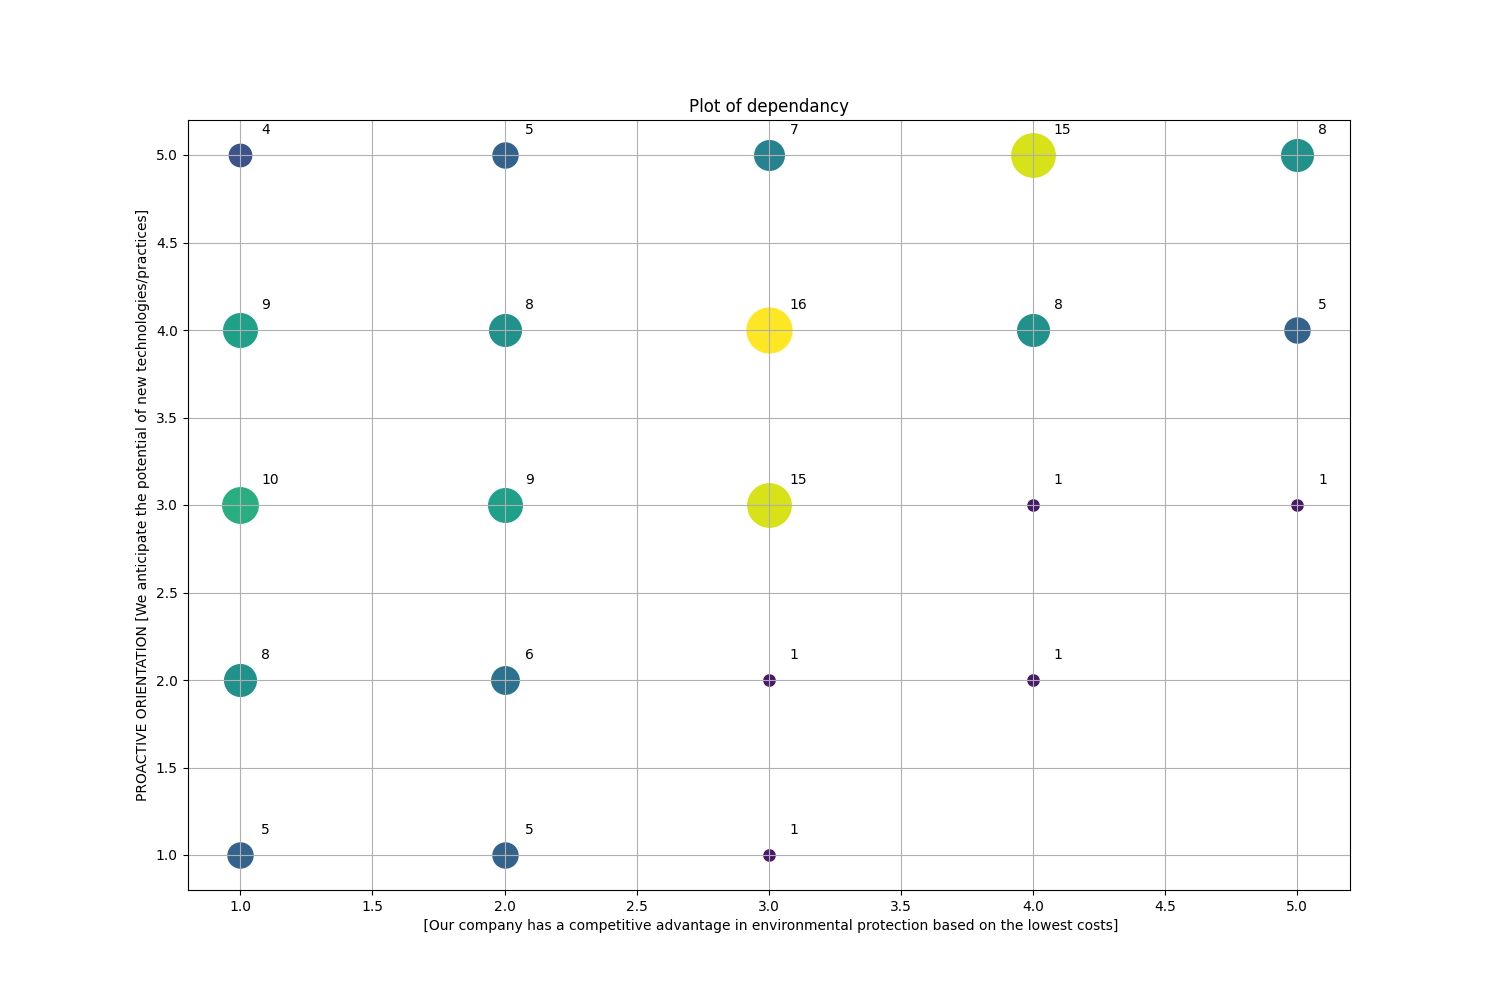 Plot of dependancy
4 5 7 15 8
5.0
4.5
9 8 16 8 5
4.0
3.5
10 9 15 1 1
3.0
2.5
8 6 1 1
2.0
1.5
5 5 1
1.0
PROACTIVE ORIENTATION [We anticipate the potential of new technologies/practices]
1.0 1.5 2.0 2.5 3.0 3.5 4.0 4.5 5.0
[Our company has a competitive advantage in environmental protection based on the lowest costs]